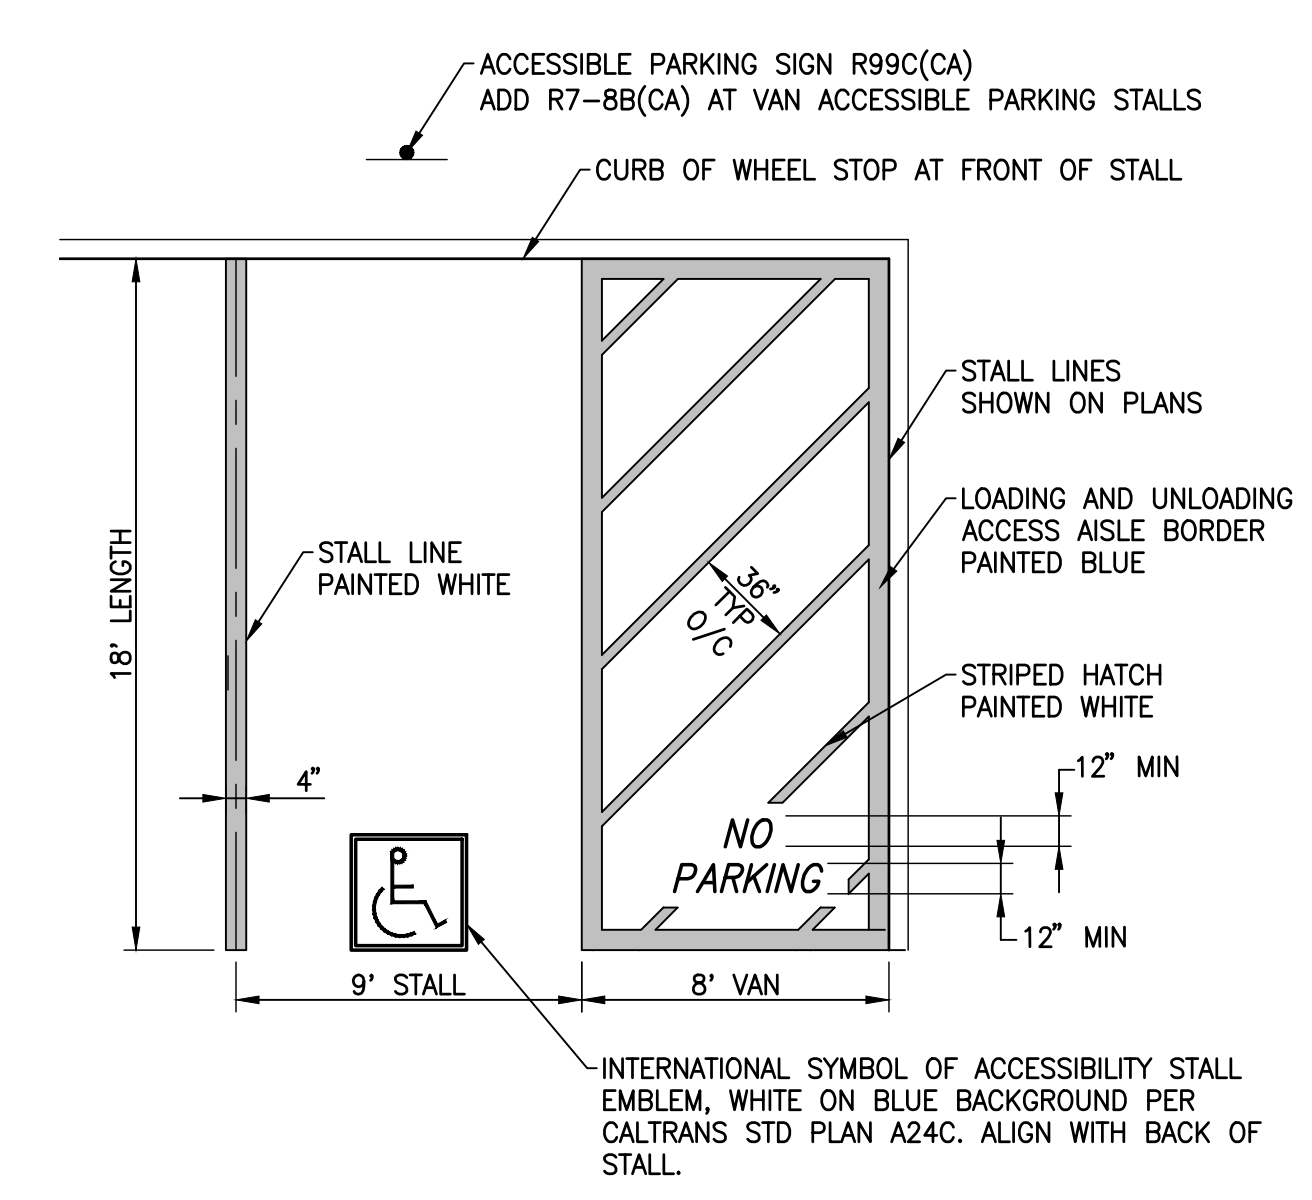 ACCESSIBLE PARKING SIGN R99C(CA)
ADD R7-8B(CA) AT VAN ACCESSIBLE PARKING STALLS
CURB OF WHEEL STOP AT FRONT OF STALL
STALL LINES
SHOWN ON PLANS
LOADING AND UNLOADING
ACCESS AISLE BORDER
PAINTED BLUE
18' LENGTH
STALL LINE
PAINTED WHITE
36"
TYP
O/C
STRIPED HATCH
PAINTED WHITE
4"
12" MIN
NO
PARKING
12" MIN
9' STALL
8' VAN
INTERNATIONAL SYMBOL OF ACCESSIBILITY STALL
EMBLEM, WHITE ON BLUE BACKGROUND PER
CALTRANS STD PLAN A24C. ALIGN WITH BACK OF
STALL.